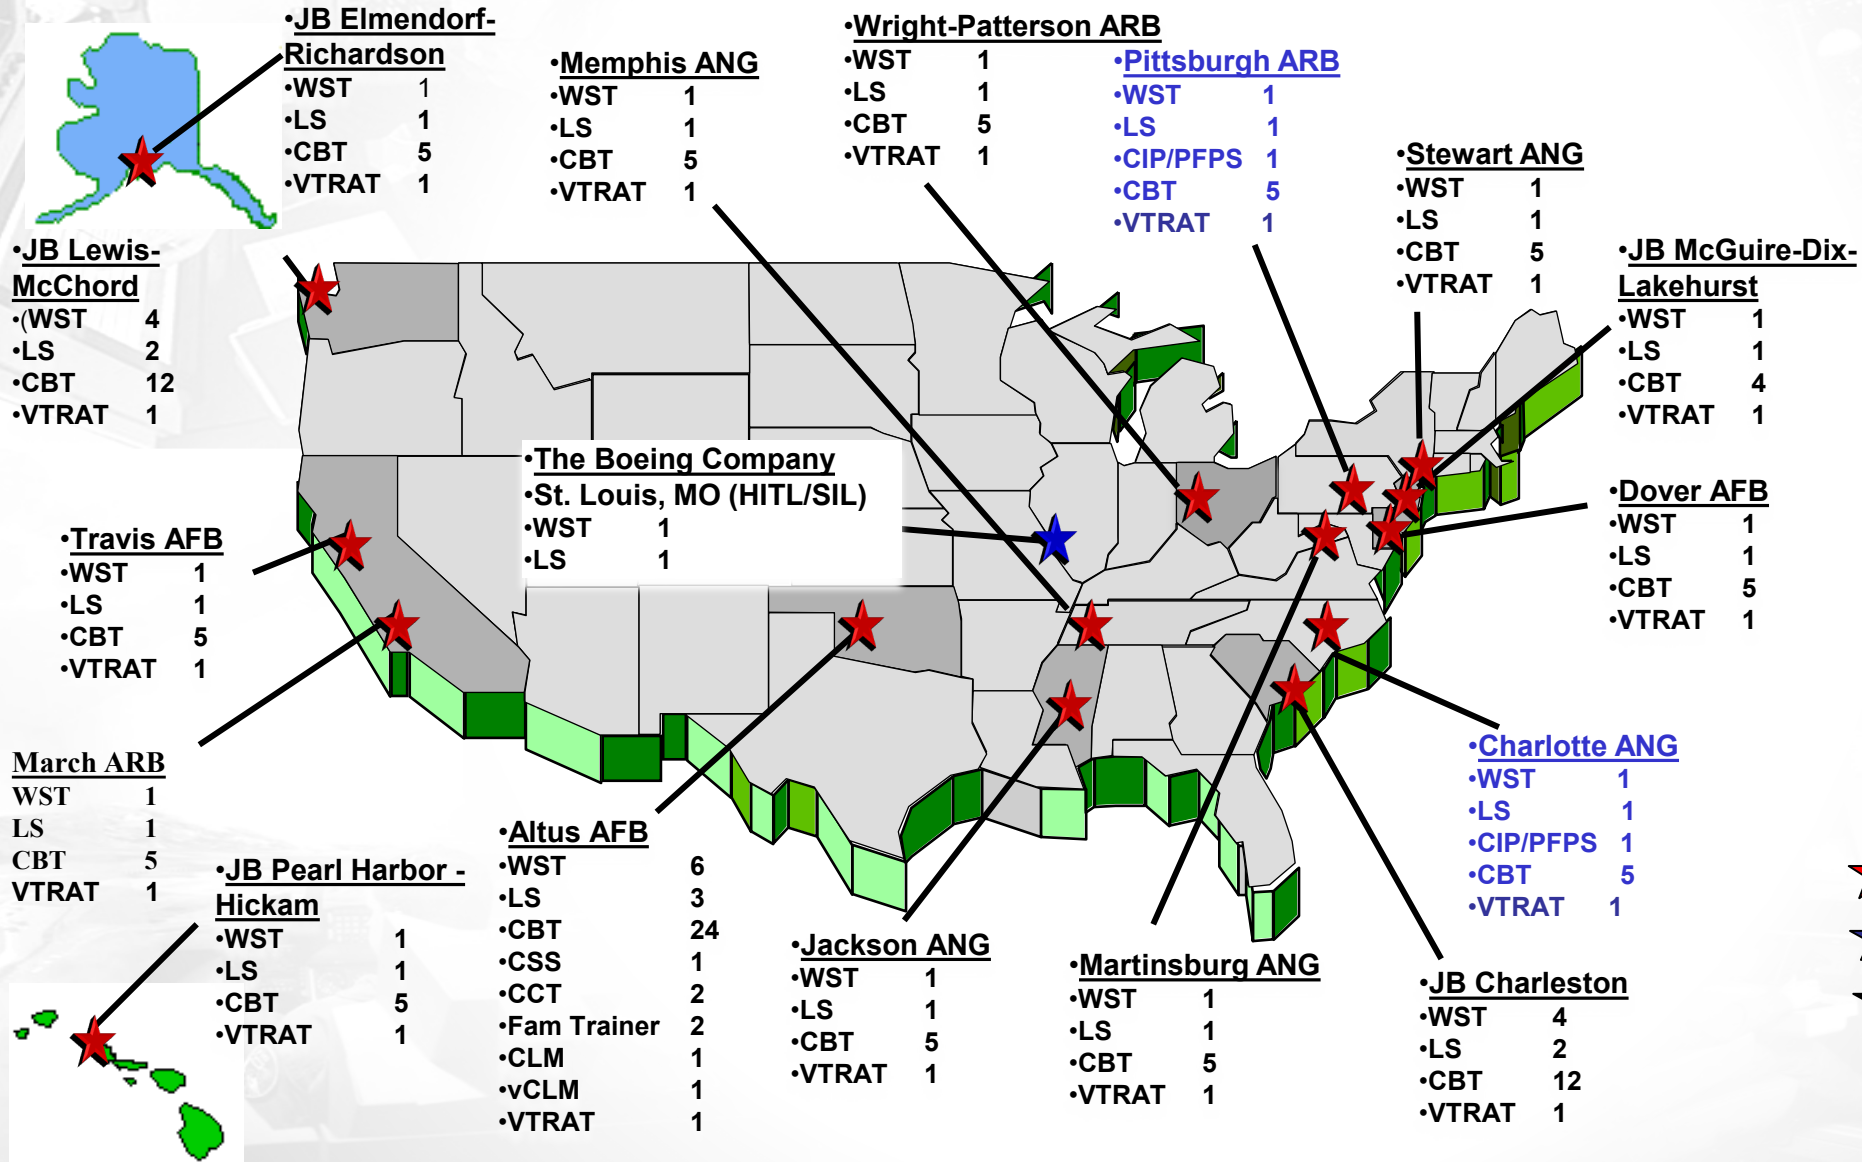 •JB Elmendorf-
Richardson
•WST 1
•LS 1
•CBT 5
•VTRAT 1
•Memphis ANG
•WST 1
•LS 1
•CBT 5
•VTRAT 1
•Wright-Patterson ARB
•WST 1
•LS 1
•CBT 5
•VTRAT 1
•Pittsburgh ARB
•WST 1
•LS 1
•CIP/PFPS 1
•CBT 5
•VTRAT 1
•Stewart ANG
•WST 1
•LS 1
•CBT 5
•VTRAT 1
•JB McGuire-Dix-
Lakehurst
•WST 1
•LS 1
•CBT 4
•VTRAT 1
•JB Lewis-
McChord
•(WST 4
•LS 2
•CBT 12
•VTRAT 1
•The Boeing Company
•St. Louis, MO (HITL/SIL)
•WST 1
•LS 1
•Dover AFB
•WST 1
•LS 1
•CBT 5
•VTRAT 1
•Travis AFB
•WST 1
•LS 1
•CBT 5
•VTRAT 1
March ARB
WST 1
LS 1
CBT 5
VTRAT 1
•JB Pearl Harbor -
Hickam
•WST 1
•LS 1
•CBT 5
•VTRAT 1
•Altus AFB
•WST 6
•LS 3
•CBT 24
•CSS 1
•CCT 2
•Fam Trainer 2
•CLM 1
•vCLM 1
•VTRAT 1
•Jackson ANG
•WST 1
•LS 1
•CBT 5
•VTRAT 1
•Martinsburg ANG
•WST 1
•LS 1
•CBT 5
•VTRAT 1
•Charlotte ANG
•WST 1
•LS 1
•CIP/PFPS 1
•CBT 5
•VTRAT 1
•JB Charleston
•WST 4
•LS 2
•CBT 12
•VTRAT 1